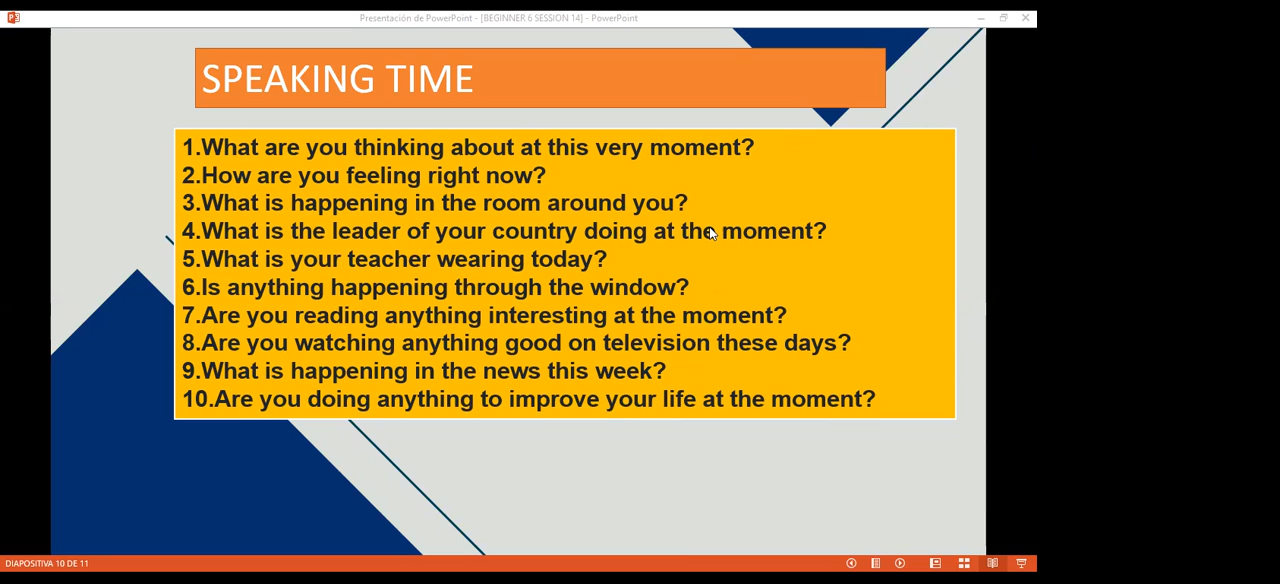 Presentación de PowerPoint - [BEGINNER 6 SESSION 14] - PowerPoint
SPEAKING TIME
1.What are you thinking about at this very moment?
2.How are you feeling right now?
3.What is happening in the room around you?
4.What is the leader of your country doing at the moment?
5.What is your teacher wearing today?
6.Is anything happening through the window?
7.Are you reading anything interesting at the moment?
8.Are you watching anything good on television these days?
9.What is happening in the news this week?
10.Are you doing anything to improve your life at the moment?
DIAPOSITIVA 10 DE 11